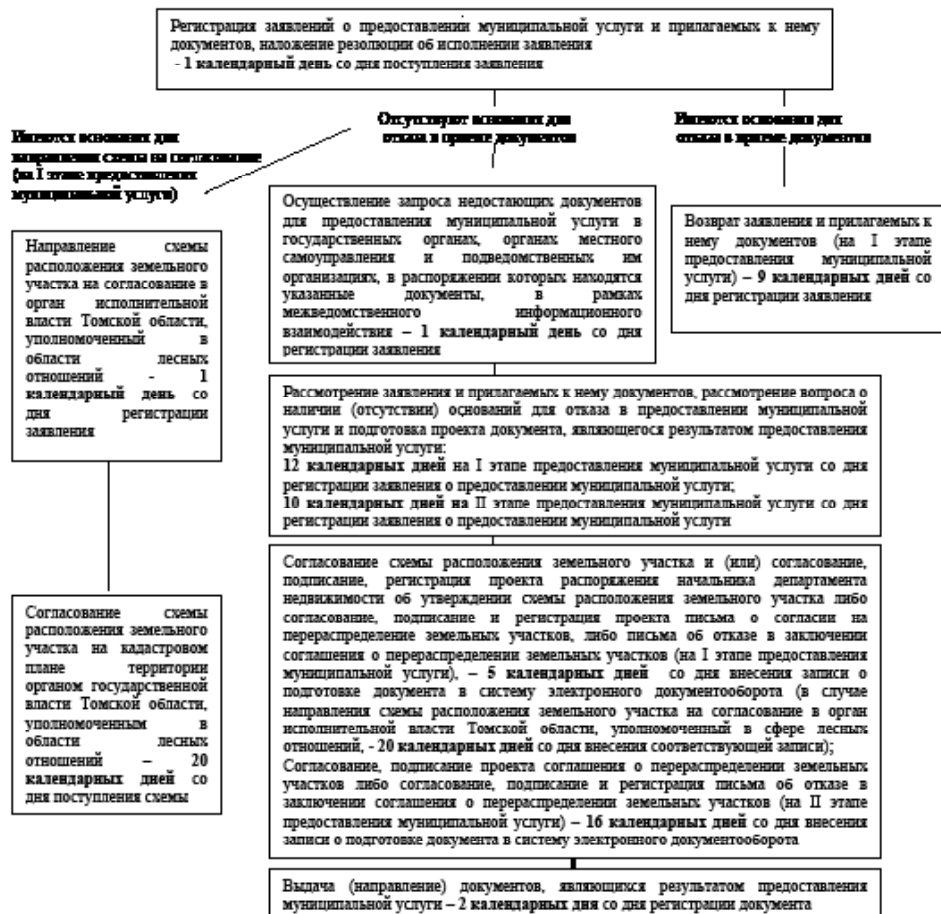 Регистрация заявлений о предоставлении муниципальной услуги и прилагаемых к нему
документов, наложение резолюции об исполнении заявления
- 1 календарный день со дня поступления заявления
Имеются основания для
направления схемы на согласование
(на I этапе предоставления
муниципальной услуги)
Отсутствуют основания для
отказа в приеме документов
Имеются основания для
отказа в приеме документов
Направление схемы
расположения земельного
участка на согласование в
орган исполнительной
власти Томской области,
уполномоченный в
области лесных
отношений - 1
календарный день со
дня регистрации
заявления
Осуществление запроса недостающих документов
для предоставления муниципальной услуги в
государственных органах, органах местного
самоуправления и подведомственных им
организациях, в распоряжении которых находятся
указанные документы, в рамках
межведомственного информационного
взаимодействия – 1 календарный день со дня
регистрации заявления
Возврат заявления и прилагаемых к
нему документов (на I этапе
предоставления муниципальной
услуги) – 9 календарных дней со
дня регистрации заявления
Рассмотрение заявления и прилагаемых к нему документов, рассмотрение вопроса о
наличии (отсутствии) оснований для отказа в предоставлении муниципальной
услуги и подготовка проекта документа, являющегося результатом предоставления
муниципальной услуги:
12 календарных дней на I этапе предоставления муниципальной услуги со дня
регистрации заявления о предоставлении муниципальной услуги;
10 календарных дней на II этапе предоставления муниципальной услуги со дня
регистрации заявления о предоставлении муниципальной услуги
Согласование схемы
расположения земельного
участка на кадастровом
плане территории
органом государственной
власти Томской области,
уполномоченным в
области лесных
отношений – 20
календарных дней со
дня поступления схемы
Согласование схемы расположения земельного участка и (или) согласование,
подписание, регистрация проекта распоряжения начальника департамента
недвижимости об утверждении схемы расположения земельного участка либо
согласование, подписание и регистрация проекта письма о согласии на
перераспределение земельных участков, либо письма об отказе в заключении
соглашения о перераспределении земельных участков (на I этапе предоставления
муниципальной услуги), – 5 календарных дней со дня внесения записи о
подготовке документа в систему электронного документооборота (в случае
направления схемы расположения земельного участка на согласование в орган
исполнительной власти Томской области, уполномоченный в сфере лесных
отношений, - 20 календарных дней со дня внесения соответствующей записи);
Согласование, подписание проекта соглашения о перераспределении земельных
участков либо согласование, подписание и регистрация письма об отказе в
заключении соглашения о перераспределении земельных участков (на II этапе
предоставления муниципальной услуги) – 16 календарных дней со дня внесения
записи о подготовке документа в систему электронного документооборота
Выдача (направление) документов, являющихся результатом предоставления
муниципальной услуги – 2 календарных дня со дня регистрации документа